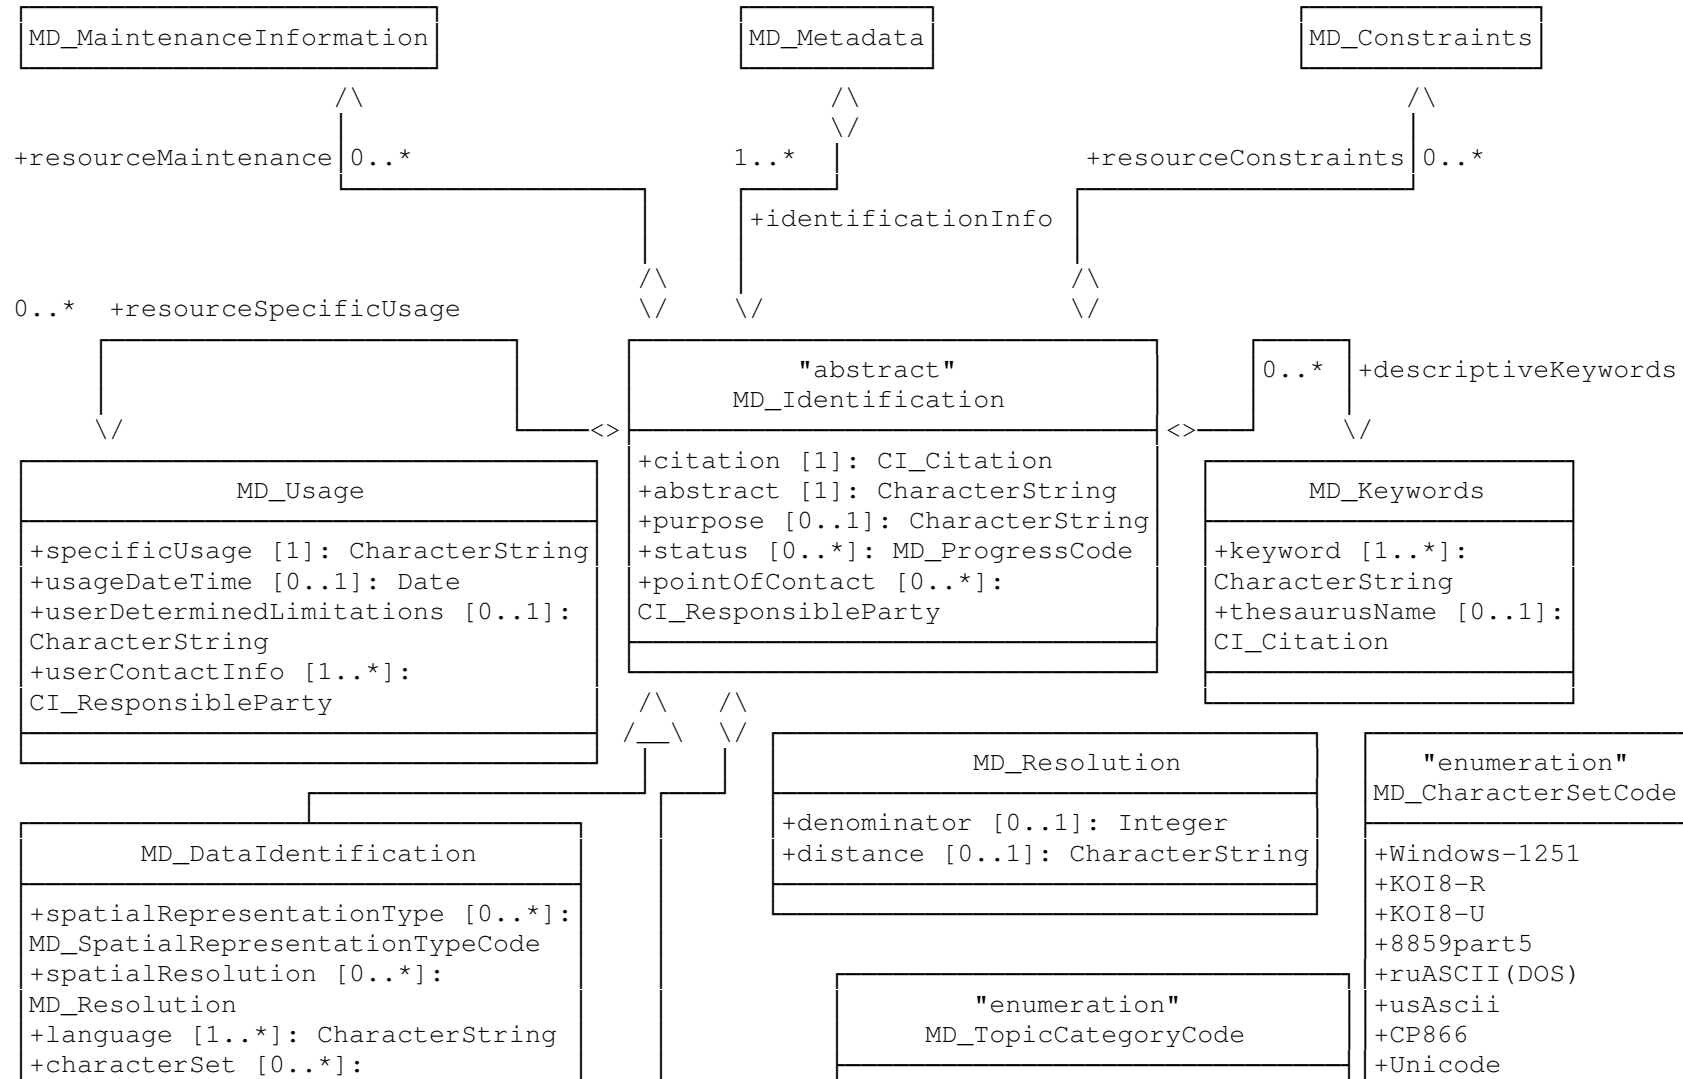 MD_MaintenanceInformation
MD_Metadata
MD_Constraints
+resourceMaintenance 0..*
1..*
+resourceConstraints 0..*
+identificationInfo
0..* +resourceSpecificUsage
"abstract"
MD_Identification
+citation [1]: CI_Citation
+abstract [1]: CharacterString
+purpose [0..1]: CharacterString
+status [0..*]: MD_ProgressCode
+pointOfContact [0..*]:
CI_ResponsibleParty
0..* +descriptiveKeywords
MD_Usage
+specificUsage [1]: CharacterString
+usageDateTime [0..1]: Date
+userDeterminedLimitations [0..1]:
CharacterString
+userContactInfo [1..*]:
CI_ResponsibleParty
MD_Keywords
+keyword [1..*]:
CharacterString
+thesaurusName [0..1]:
CI_Citation
MD_Resolution
+denominator [0..1]: Integer
+distance [0..1]: CharacterString
"enumeration"
MD_CharacterSetCode
+Windows-1251
+KOI8-R
+KOI8-U
+8859part5
+ruASCII(DOS)
+usAscii
+CP866
+Unicode
MD_DataIdentification
+spatialRepresentationType [0..*]:
MD_SpatialRepresentationTypeCode
+spatialResolution [0..*]:
MD_Resolution
+language [1..*]: CharacterString
+characterSet [0..*]:
"enumeration"
MD_TopicCategoryCode